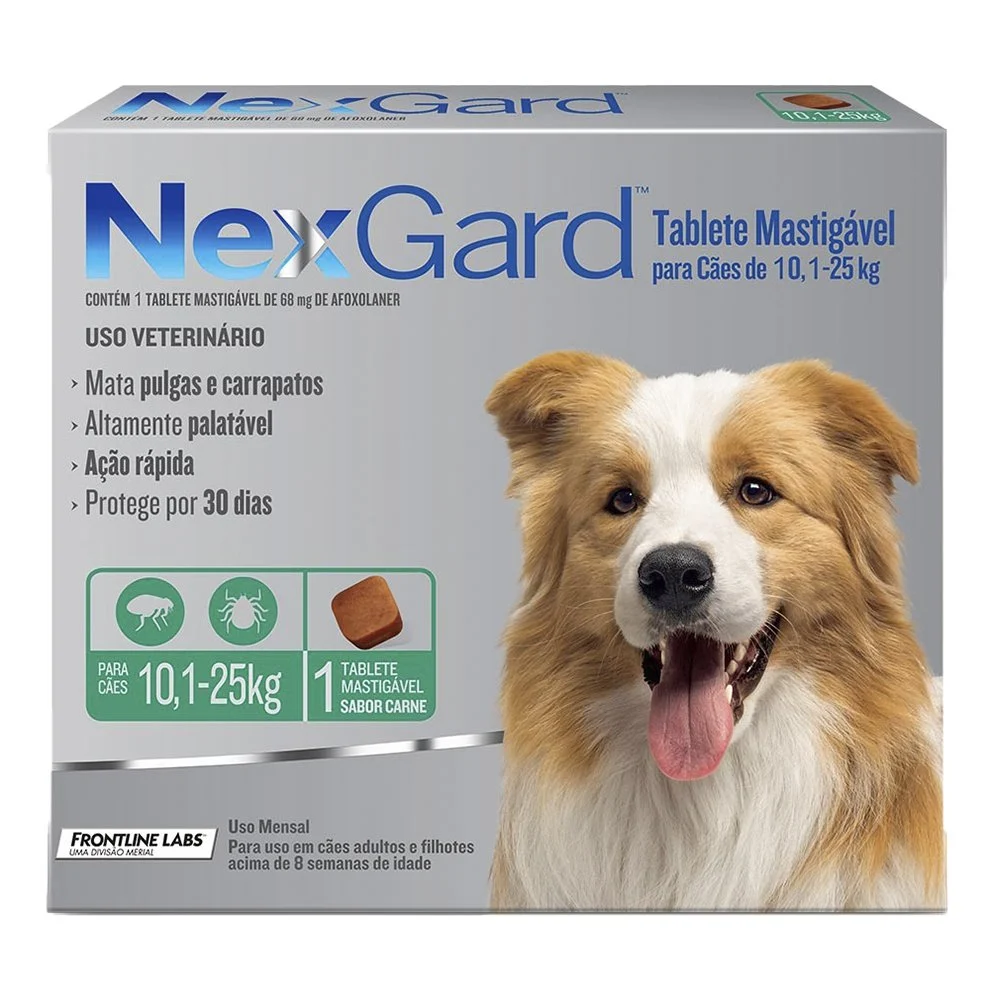 NexGard™
CONTÉM 1 TABLETE MASTIGÁVEL DE 68 mg DE AFOXOLANER
10,1-25kg
NexGard™
Tablete Mastigável
para Cães de 10,1-25 kg
CONTÉM 1 TABLETE MASTIGÁVEL DE 68 mg DE AFOXOLANER
USO VETERINÁRIO
› Mata pulgas e carrapatos
› Altamente palatável
› Ação rápida
› Protege por 30 dias
PARA
CÃES
10,1-25kg
1
TABLETE
MASTIGÁVEL
SABOR CARNE
FRONTLINE LABS™
UMA DIVISÃO MERIAL
Uso Mensal
Para uso em cães adultos e filhotes
acima de 8 semanas de idade